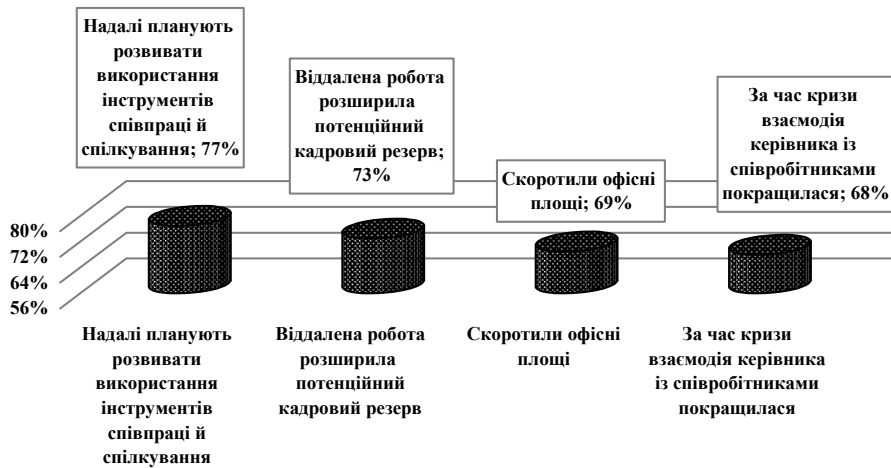 Надалі планують
розвивати
використання
інструментів
співпраці й
спілкування; 77%
Віддалена робота
розширила
потенційний
кадровий резерв;
73%
Скоротили офісні
площі; 69%
За час кризи
взаємодія
керівника із
співробітниками
покращилася; 68%
80%
72%
64%
56%
Надалі планують
розвивати
використання
інструментів
співпраці й
спілкування
Віддалена робота
розширила
потенційний
кадровий резерв
Скоротили офісні
площі
За час кризи
взаємодія керівника
із співробітниками
покращилася